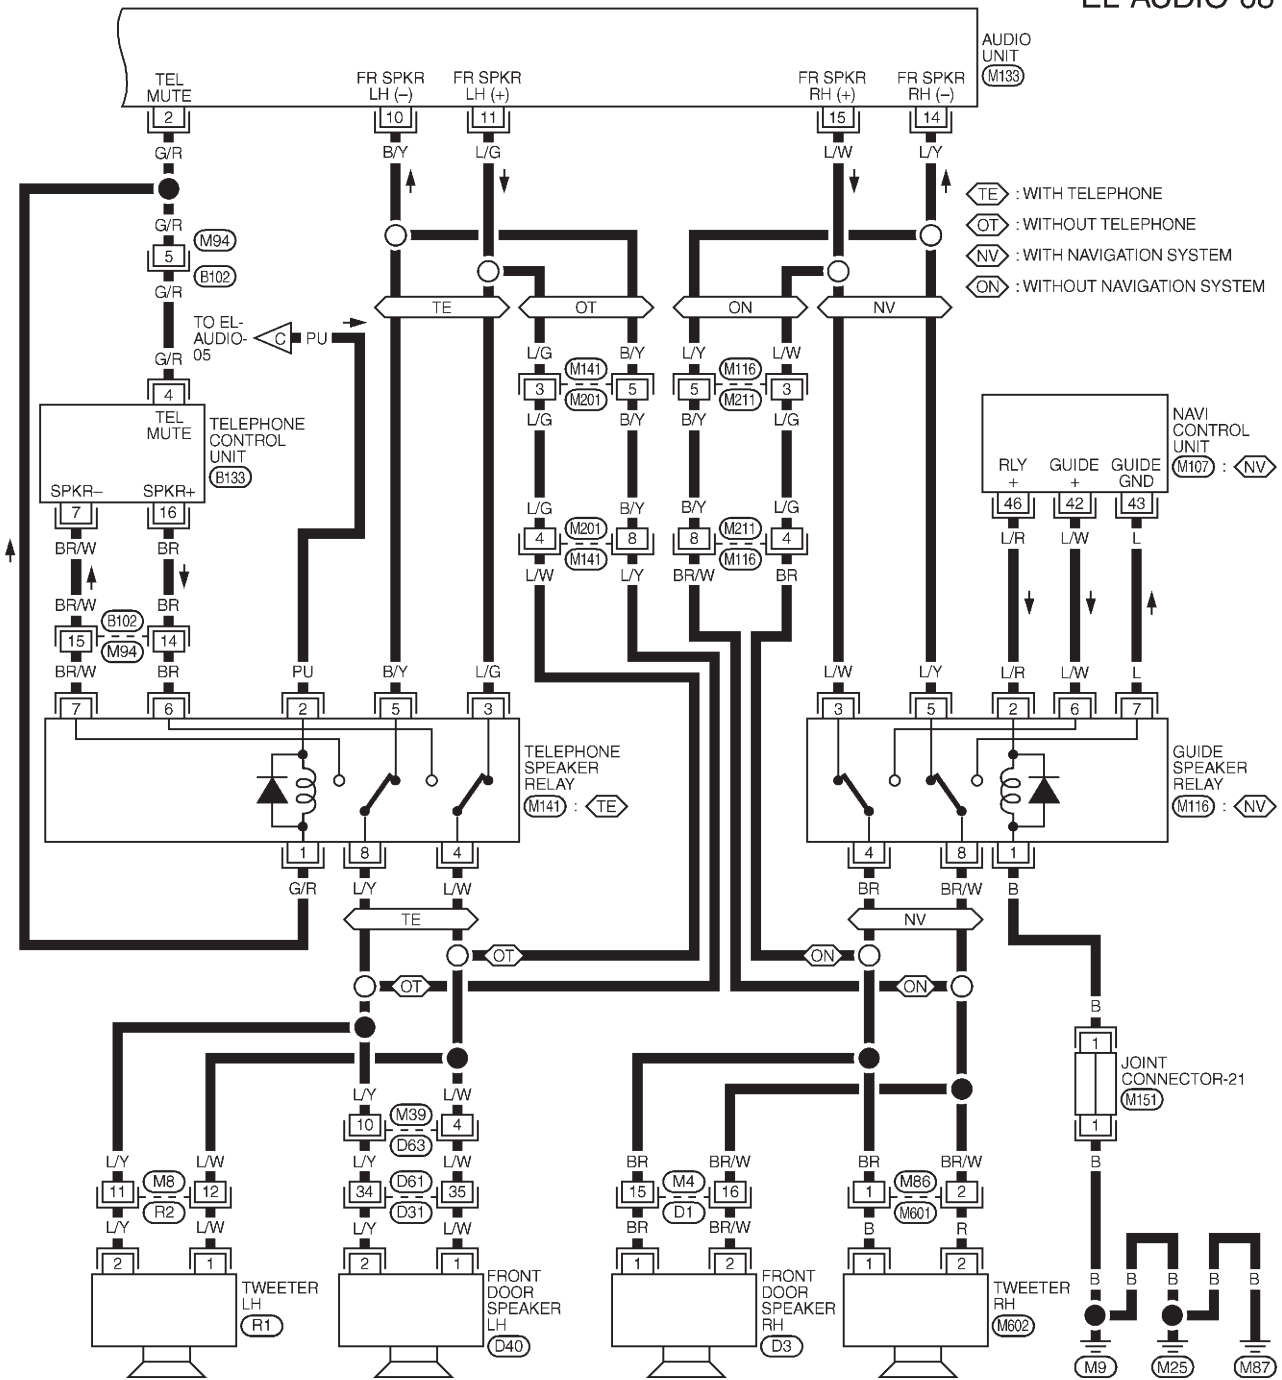 AUDIO
UNIT
M133
TEL
MUTE
FR SPKR
LH (–)
FR SPKR
LH (+)
FR SPKR
RH (+)
FR SPKR
RH (–)
2
10
11
15
14
G/R
B/Y
L/G
L/W
L/Y
TE : WITH TELEPHONE
OT : WITHOUT TELEPHONE
NV : WITH NAVIGATION SYSTEM
ON : WITHOUT NAVIGATION SYSTEM
G/R
M94
5
B102
G/R
TE
OT
ON
NV
TO EL-
AUDIO-
05
C
PU
G/R
L/G
B/Y
L/Y
L/W
M141
M116
4
3
5
5
3
M201
M211
L/G
B/Y
B/Y
L/G
TEL
MUTE
TELEPHONE
CONTROL
UNIT
B133
SPKR–
SPKR+
7
16
BR/W
BR
NAVI
CONTROL
UNIT
M107 : NV
RLY
+
GUIDE
+
GUIDE
GND
46
42
43
L/R
L/W
L
L/G
B/Y
B/Y
L/G
M201
M211
4
8
8
4
M141
M116
L/W
L/Y
BR/W
BR
BR/W
BR
B102
15
14
M94
BR/W
BR
PU
B/Y
L/G
L/W
L/Y
L/R
L/W
L
7
6
2
5
3
3
5
2
6
7
TELEPHONE
SPEAKER
RELAY
M141 : TE
GUIDE
SPEAKER
RELAY
M116 : NV
1
8
4
4
8
1
G/R
L/Y
L/W
BR
BR/W
B
TE
NV
OT
ON
OT
ON
B
1
JOINT
CONNECTOR-21
M151
1
B
L/Y
L/W
M39
10
4
D63
L/Y
L/W
L/Y
L/W
BR
BR/W
BR
BR/W
M8
D61
M4
M86
11
12
34
35
15
16
1
2
R2
D31
D1
M601
L/Y
L/W
L/Y
L/W
BR
BR/W
B
R
2
1
2
1
1
2
1
2
TWEETER
LH
R1
FRONT
DOOR
SPEAKER
LH
D40
FRONT
DOOR
SPEAKER
RH
D3
TWEETER
RH
M602
B
B
B
B
B
M9
M25
M87